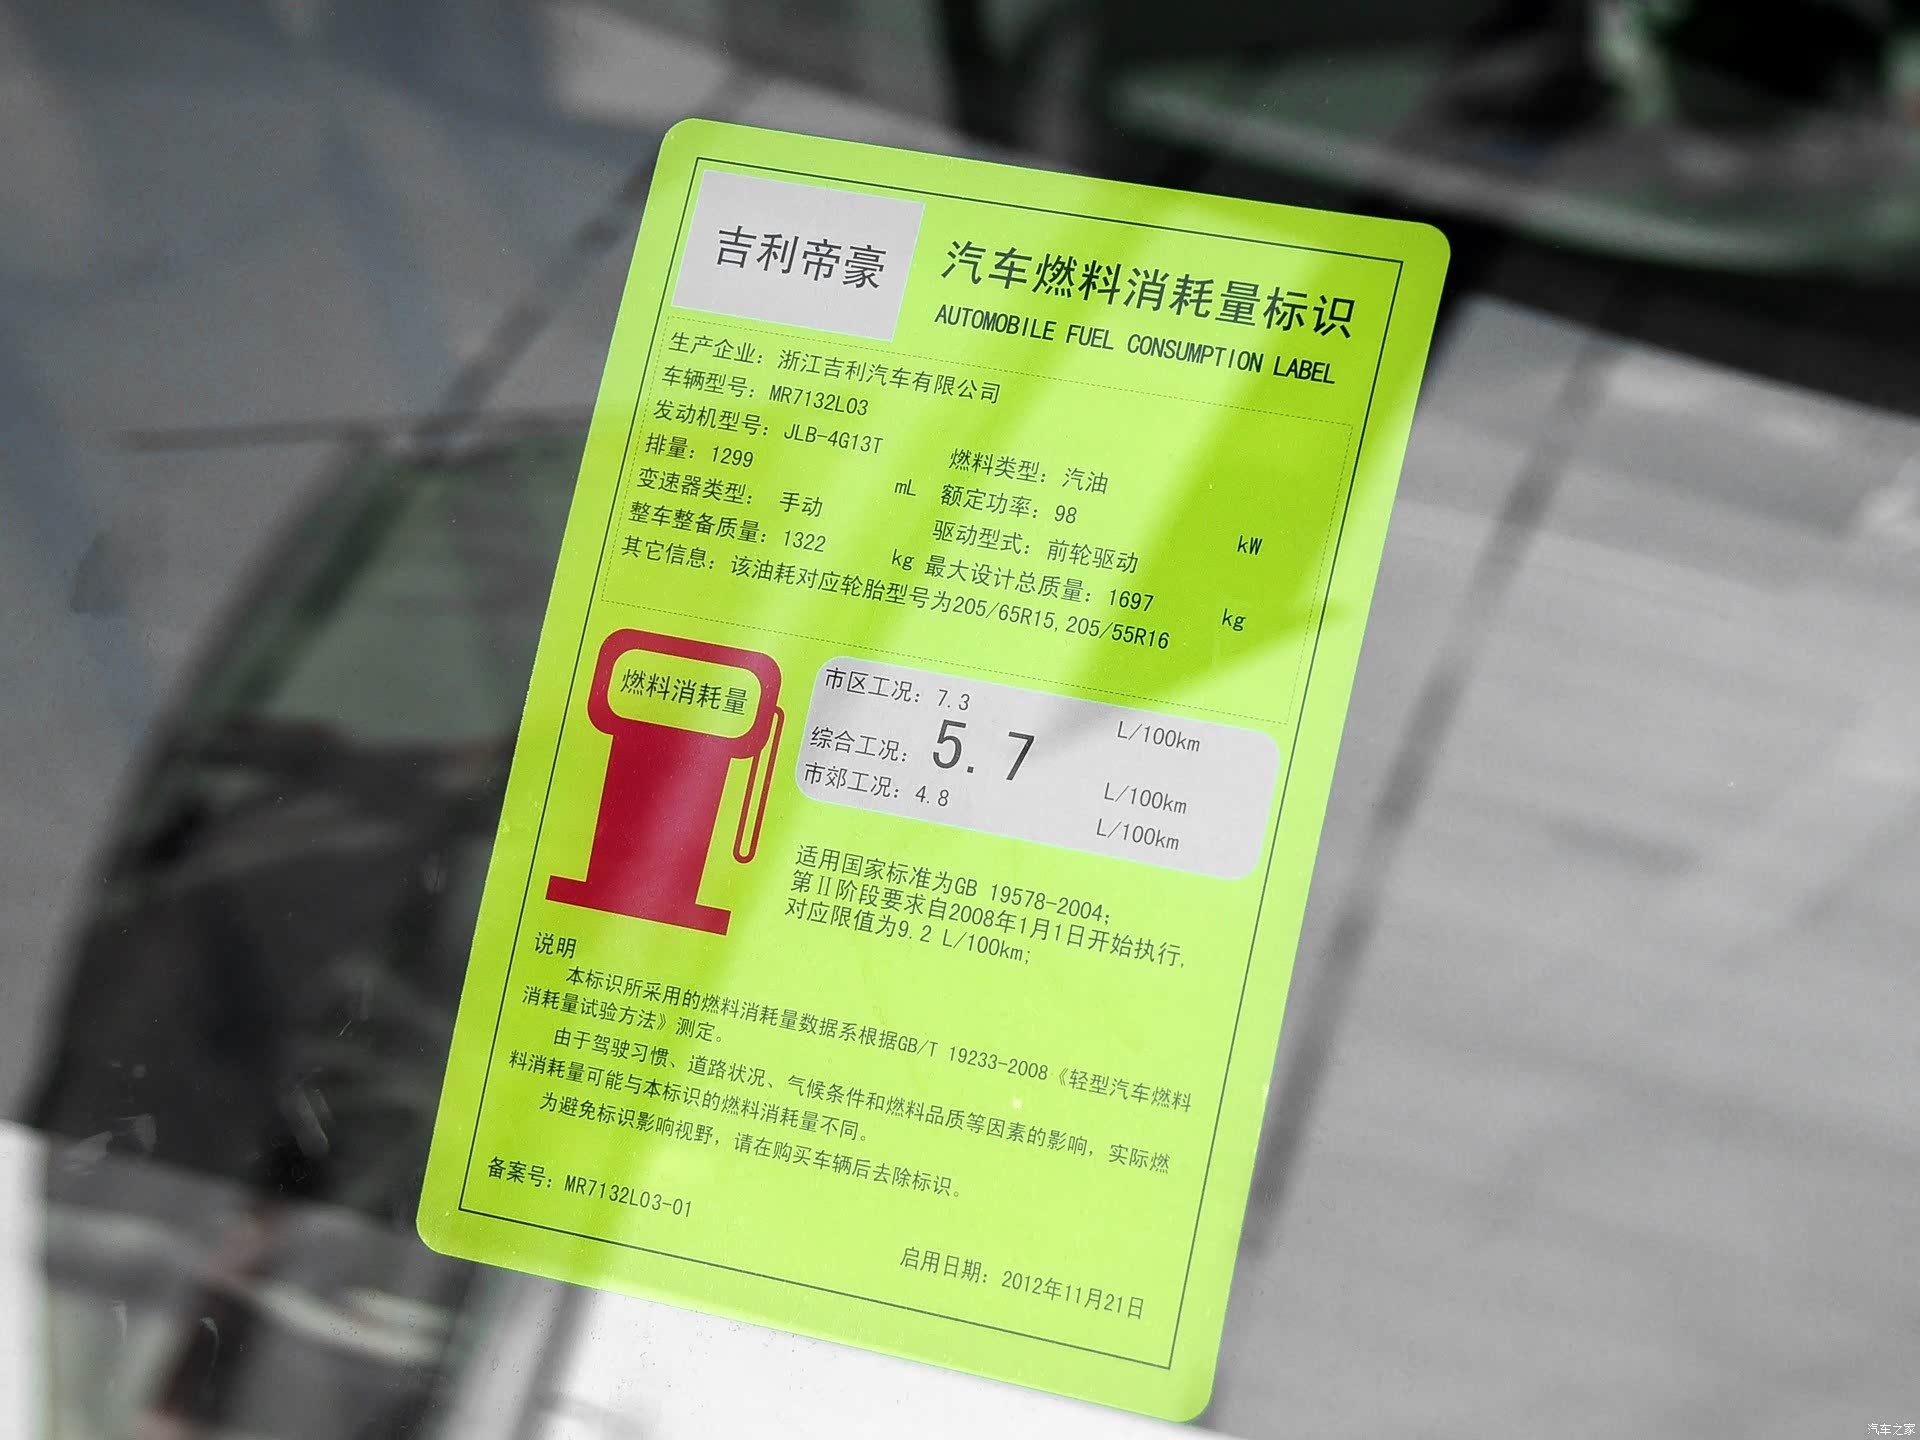 吉利帝豪
汽车燃料消耗量标识
AUTOMOBILE FUEL CONSUMPTION LABEL
生产企业：浙江吉利汽车有限公司
车辆型号：MR7132L03
发动机型号：JLB-4G13T 燃料类型：汽油
排量：1299 mL 额定功率：98 kW
变速器类型：手动 驱动型式：前轮驱动
整车整备质量：1322 kg 最大设计总质量：1697 kg
其它信息：该油耗对应轮胎型号为205/65R15,205/55R16
燃料消耗量
市区工况：7.3 L/100km
综合工况：5.7 L/100km
市郊工况：4.8 L/100km
适用国家标准为GB 19578-2004;
第Ⅱ阶段要求自2008年1月1日开始执行,
对应限值为9.2 L/100km;
说明
本标识所采用的燃料消耗量数据系根据GB/T 19233-2008《轻型汽车燃料
消耗量试验方法》测定。
由于驾驶习惯、道路状况、气候条件和燃料品质等因素的影响，实际燃
料消耗量可能与本标识的燃料消耗量不同。
为避免标识影响视野，请在购买车辆后去除标识。
备案号：MR7132L03-01
启用日期：2012年11月21日
汽车之家